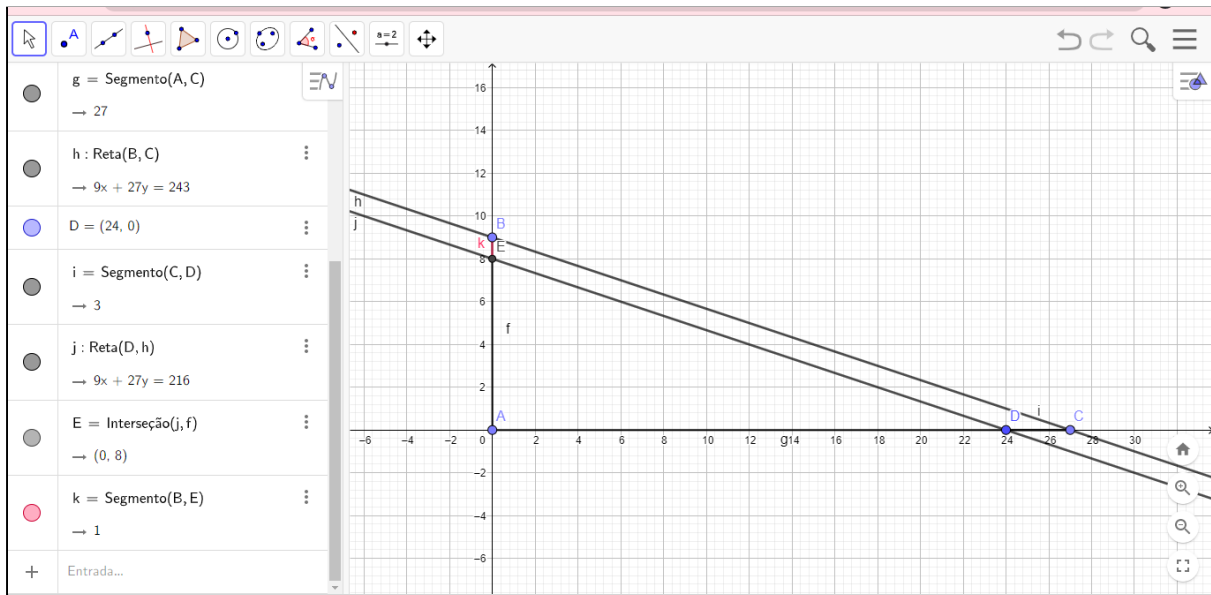 A
a=2
g = Segmento(A, C)
→ 27
h : Reta(B, C)
→ 9x + 27y = 243
D = (24, 0)
i = Segmento(C, D)
→ 3
j : Reta(D, h)
→ 9x + 27y = 216
E = Interseção(j, f)
→ (0, 8)
k = Segmento(B, E)
→ 1
+ Entrada...
16
14
12
h
10
j
B
k E
8
6
f
4
2
A D i C
−6 −4 −2 0 2 4 6 8 10 12 g14 16 18 20 22 24 26 28 30
−2
−4
−6